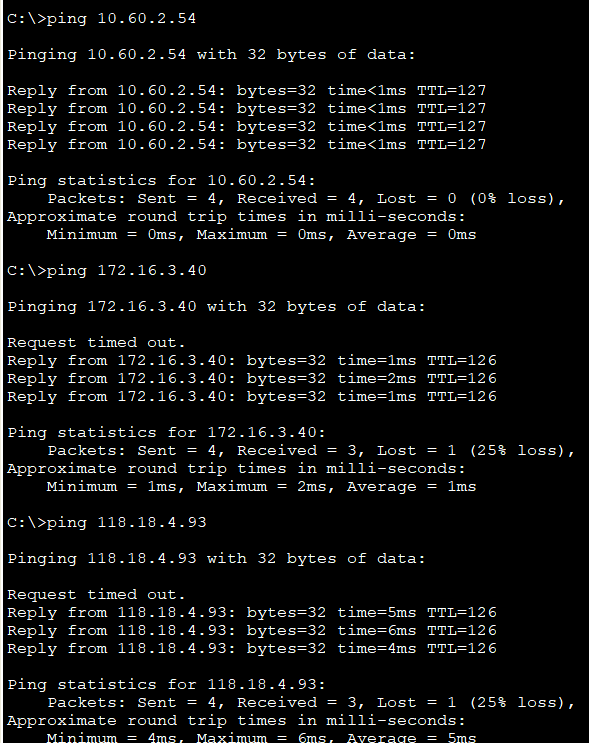 C:\>ping 10.60.2.54
Pinging 10.60.2.54 with 32 bytes of data:
Reply from 10.60.2.54: bytes=32 time<1ms TTL=127
Reply from 10.60.2.54: bytes=32 time<1ms TTL=127
Reply from 10.60.2.54: bytes=32 time<1ms TTL=127
Reply from 10.60.2.54: bytes=32 time<1ms TTL=127
Ping statistics for 10.60.2.54:
    Packets: Sent = 4, Received = 4, Lost = 0 (0% loss),
Approximate round trip times in milli-seconds:
    Minimum = 0ms, Maximum = 0ms, Average = 0ms
C:\>ping 172.16.3.40
Pinging 172.16.3.40 with 32 bytes of data:
Request timed out.
Reply from 172.16.3.40: bytes=32 time=1ms TTL=126
Reply from 172.16.3.40: bytes=32 time=2ms TTL=126
Reply from 172.16.3.40: bytes=32 time=1ms TTL=126
Ping statistics for 172.16.3.40:
    Packets: Sent = 4, Received = 3, Lost = 1 (25% loss),
Approximate round trip times in milli-seconds:
    Minimum = 1ms, Maximum = 2ms, Average = 1ms
C:\>ping 118.18.4.93
Pinging 118.18.4.93 with 32 bytes of data:
Request timed out.
Reply from 118.18.4.93: bytes=32 time=5ms TTL=126
Reply from 118.18.4.93: bytes=32 time=6ms TTL=126
Reply from 118.18.4.93: bytes=32 time=4ms TTL=126
Ping statistics for 118.18.4.93:
    Packets: Sent = 4, Received = 3, Lost = 1 (25% loss),
Approximate round trip times in milli-seconds:
    Minimum = 4ms, Maximum = 6ms, Average = 5ms